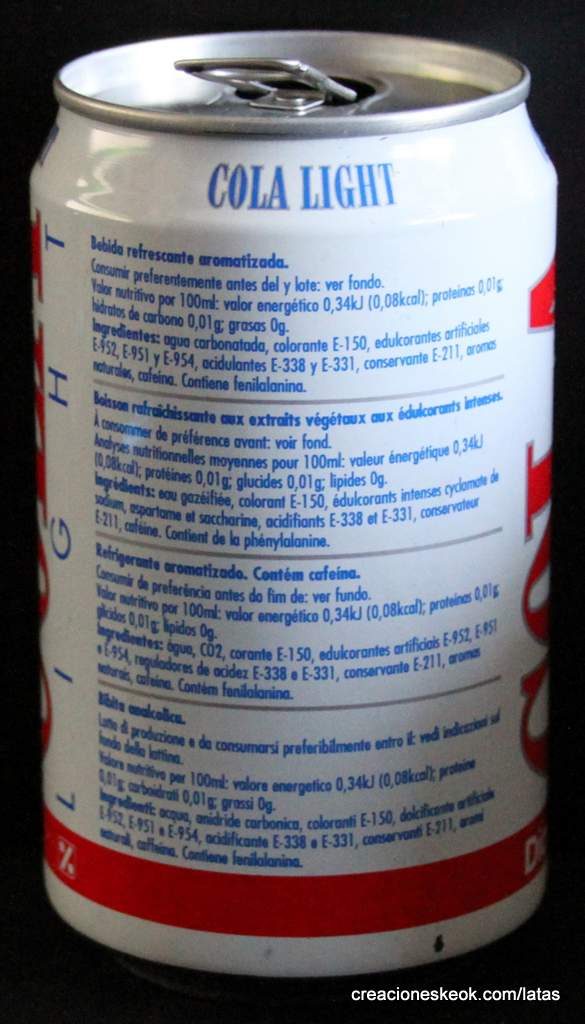 COLA LIGHT
Bebida refrescante aromatizada.
Consumir preferentemente antes del y lote: ver fondo.
Valor nutritivo por 100ml: valor energético 0,34kJ (0,08kcal); proteínas 0,01g;
hidratos de carbono 0,01g; grasas 0g.
Ingredientes: agua carbonatada, colorante E-150, edulcorantes artificiales
E-952, E-951 y E-954, acidulantes E-338 y E-331, conservante E-211, aromas
naturales, cafeína. Contiene fenilalanina.
Boisson rafraîchissante aux extraits végétaux aux édulcorants intenses.
À consommer de préférence avant: voir fond.
Analyses nutritionnelles moyennes pour 100ml: valeur énergétique 0,34kJ
(0,08kcal); protéines 0,01g; glucides 0,01g; lipides 0g.
Ingrédients: eau gazéifiée, colorant E-150, édulcorants intenses cyclamate de
sodium, aspartame et saccharine, acidifiants E-338 et E-331, conservateur
E-211, caféine. Contient de la phénylalanine.
Refrigerante aromatizado. Contém cafeína.
Consumir de preferência antes do fim de: ver fundo.
Valor nutritivo por 100ml: valor energético 0,34kJ (0,08kcal); proteínas 0,01g;
glícidos 0,01g; lípidos 0g.
Ingredientes: água, CO2, corante E-150, edulcorantes artificiais E-952, E-951
e E-954, reguladores de acidez E-338 e E-331, conservante E-211, aromas
naturais, cafeína. Contém fenilalanina.
Bibita analcolica.
Lotto di produzione e da consumarsi preferibilmente entro il: vedi indicazioni sul
fondo della lattina.
Valore nutritivo per 100ml: valore energetico 0,34kJ (0,08kcal); proteine
0,01g; carboidrati 0,01g; grassi 0g.
Ingredienti: acqua, anidride carbonica, coloranti E-150, dolcificante artificiale
E-952, E-951 e E-954, acidificante E-338 e E-331, conservanti E-211, aromi
naturali, caffeina. Contiene fenilalanina.
LIGHT
%
COLA
creacioneskeok.com/latas